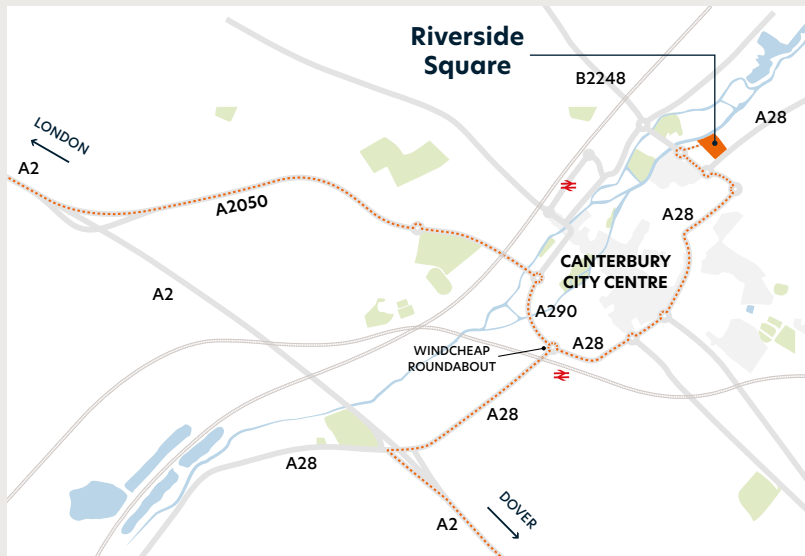 Riverside
Square
B2248
A28
LONDON
A2
A2050
A28
A2
CANTERBURY
CITY CENTRE
A290
A28
WINDCHEAP
ROUNDABOUT
A28
A28
DOVER
A2